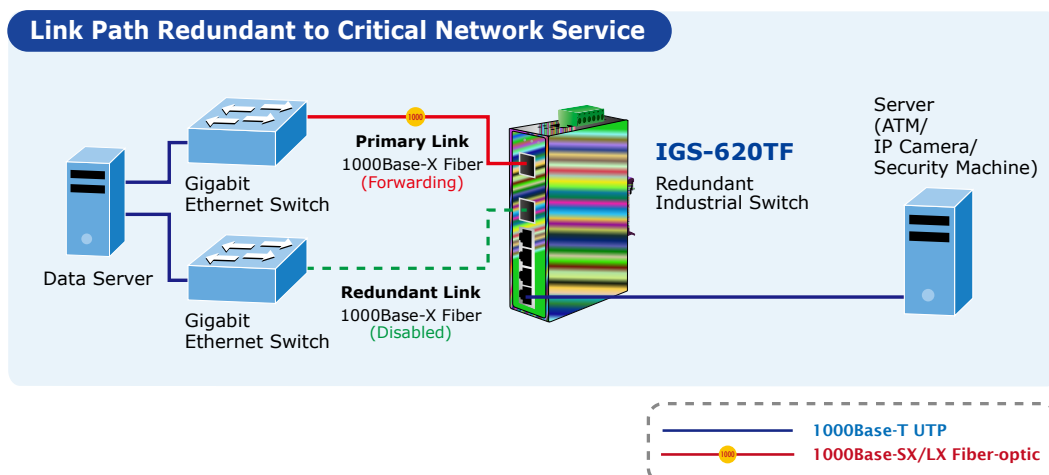 Link Path Redundant to Critical Network Service
1000
Primary Link
1000Base-X Fiber
(Forwarding)
Gigabit
Ethernet Switch
Data Server
Redundant Link
1000Base-X Fiber
(Disabled)
Gigabit
Ethernet Switch
IGS-620TF
Redundant
Industrial Switch
Server
(ATM/
IP Camera/
Security Machine)
1000Base-T UTP
1000
1000Base-SX/LX Fiber-optic